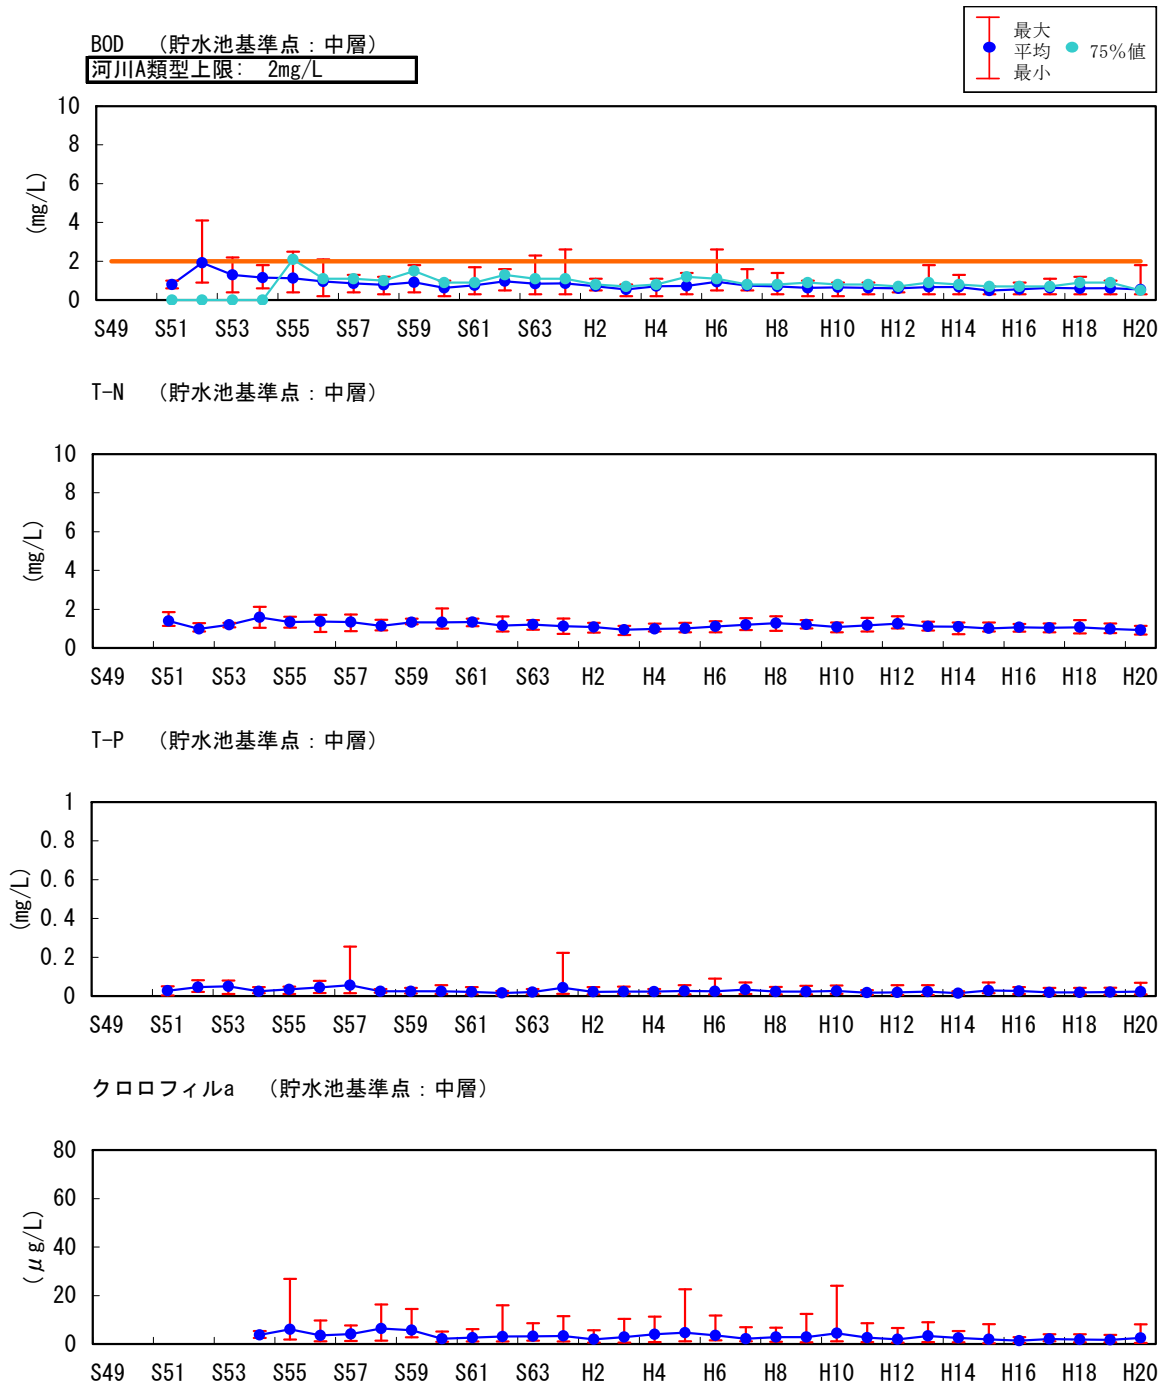 BOD （貯水池基準点：中層）
河川A類型上限： 2mg/L
最大
平均
最小
75%値
10
8
6
4
2
0
(mg/L)
S49 S51 S53 S55 S57 S59 S61 S63 H2 H4 H6 H8 H10 H12 H14 H16 H18 H20
T-N （貯水池基準点：中層）
10
8
6
4
2
0
(mg/L)
S49 S51 S53 S55 S57 S59 S61 S63 H2 H4 H6 H8 H10 H12 H14 H16 H18 H20
T-P （貯水池基準点：中層）
1
0.8
0.6
0.4
0.2
0
(mg/L)
S49 S51 S53 S55 S57 S59 S61 S63 H2 H4 H6 H8 H10 H12 H14 H16 H18 H20
クロロフィルa （貯水池基準点：中層）
80
60
40
20
0
(μg/L)
S49 S51 S53 S55 S57 S59 S61 S63 H2 H4 H6 H8 H10 H12 H14 H16 H18 H20